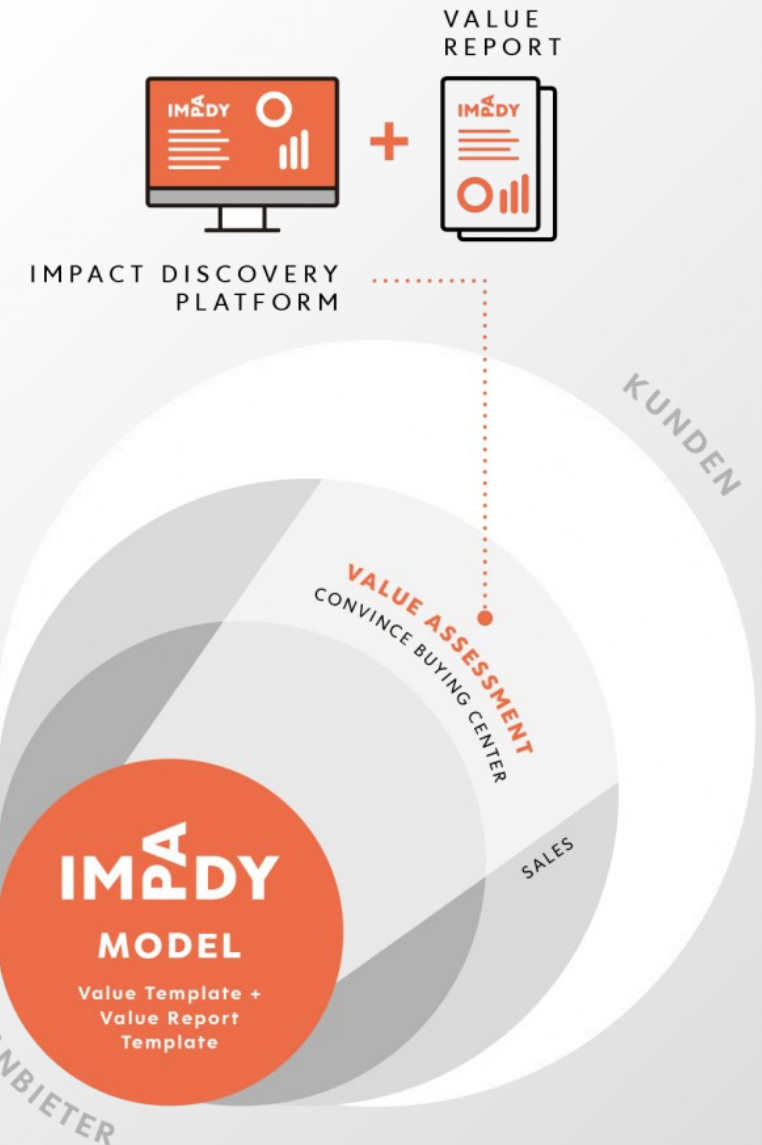 VALUE
REPORT
IMPADY
IMPADY
IMPACT DISCOVERY
PLATFORM
KUNDEN
VALUE ASSESSMENT
CONVINCE BUYING CENTER
SALES
IMPADY
MODEL
Value Template +
Value Report
Template
NBIETER